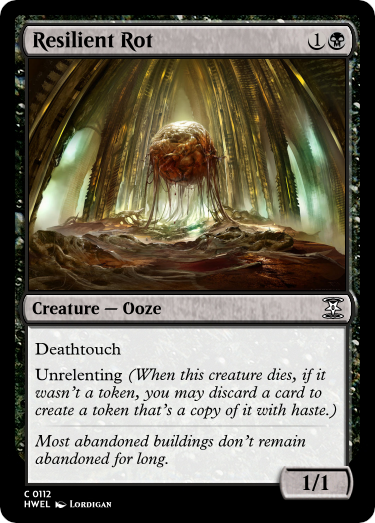 Resilient Rot 1
Creature — Ooze
Deathtouch
Unrelenting (When this creature dies, if it
wasn't a token, you may discard a card to
create a token that's a copy of it with haste.)
Most abandoned buildings don't remain
abandoned for long.
1/1
C 0112
HWEL Lordigan